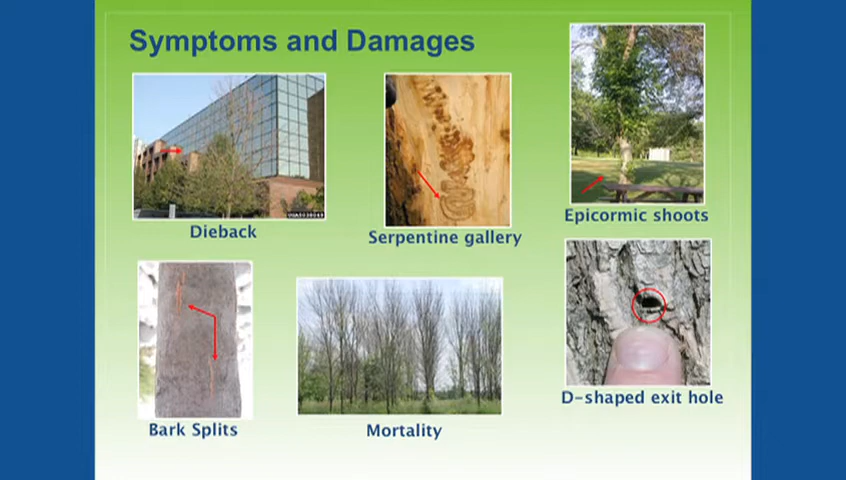 Symptoms and Damages
Dieback
Serpentine gallery
Epicormic shoots
Bark Splits
Mortality
D-shaped exit hole